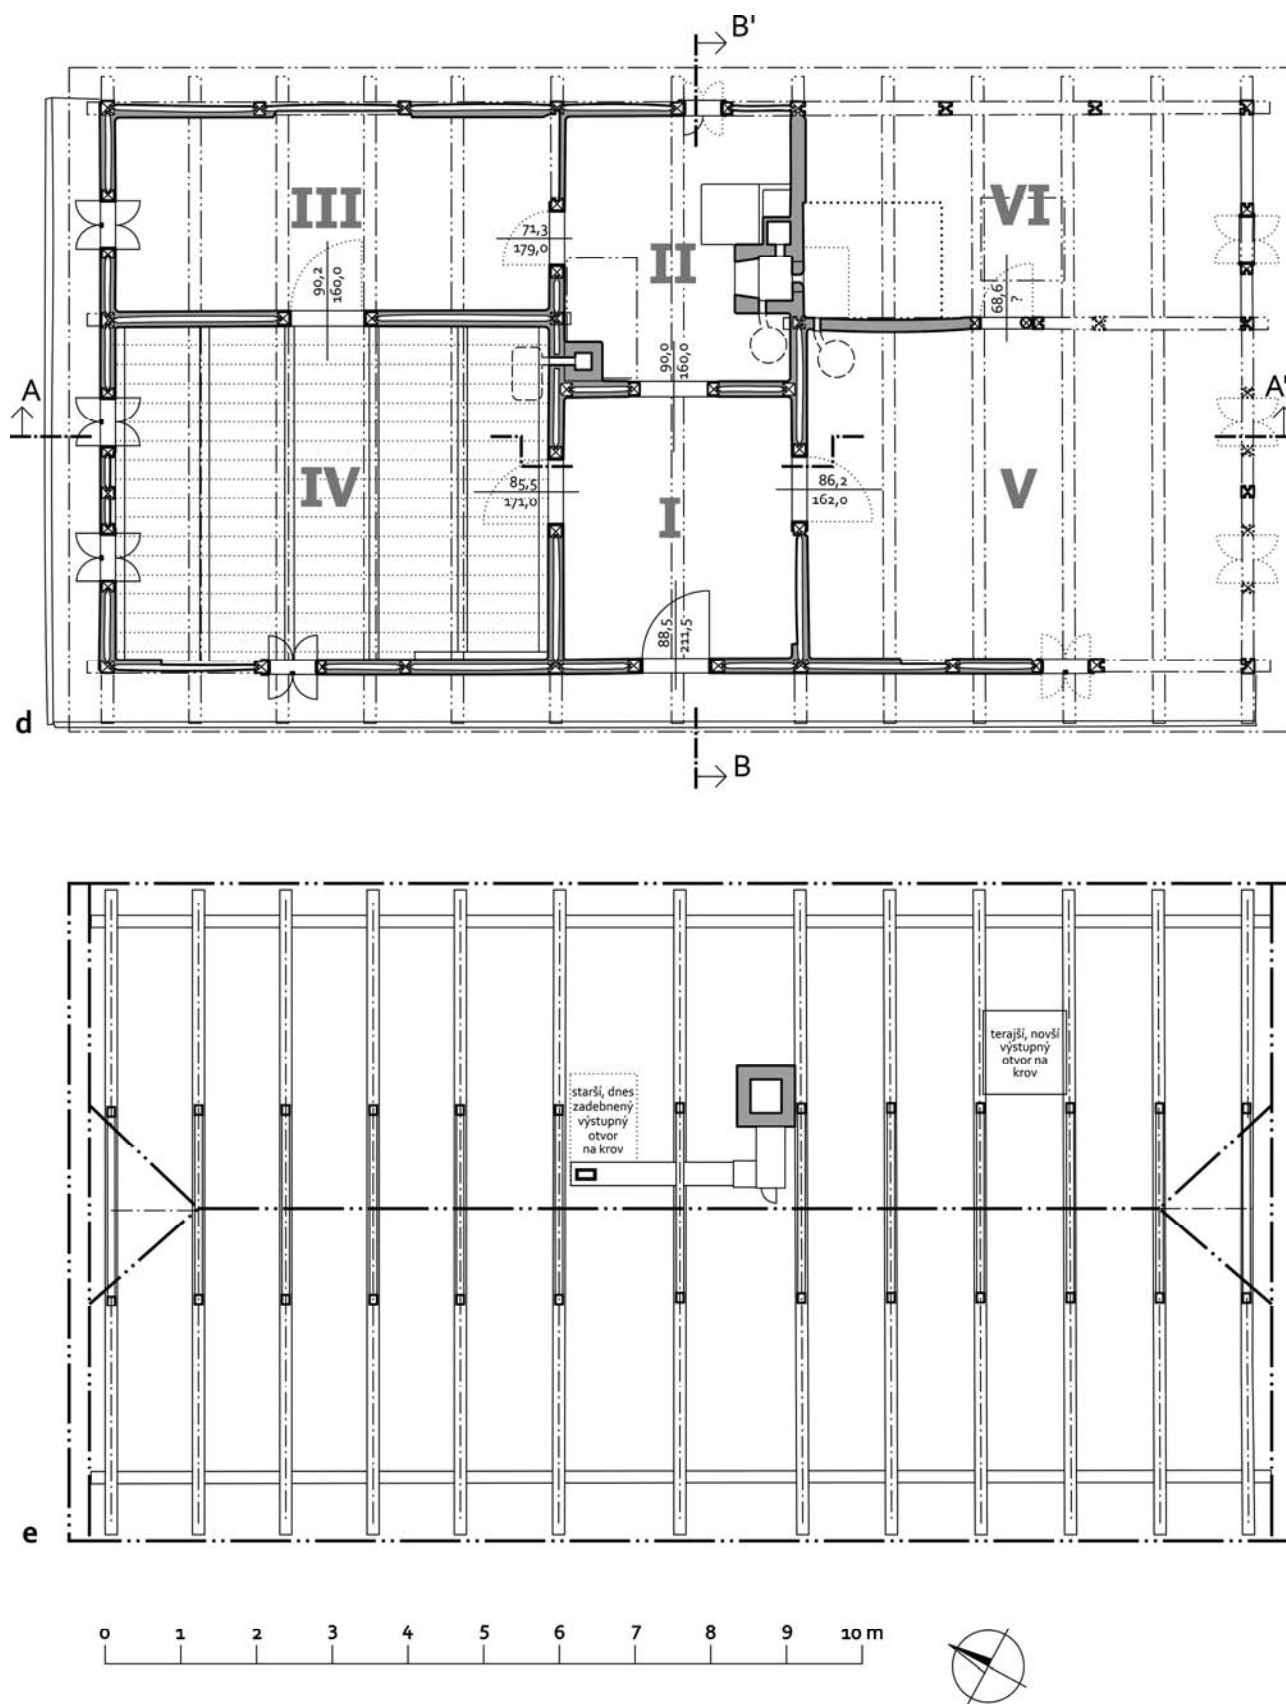 B'
III
71,3
179,0
II
VI
90,2
160,0
68,6
?
90,0
160,0
A
A'
IV
85,5
171,0
I
86,2
162,0
V
88,5
211,5
d
B
terajší, novší
výstupný
otvor na
krov
starší, dnes
zadebnený
výstupný
otvor
na krov
e
0 1 2 3 4 5 6 7 8 9 10 m